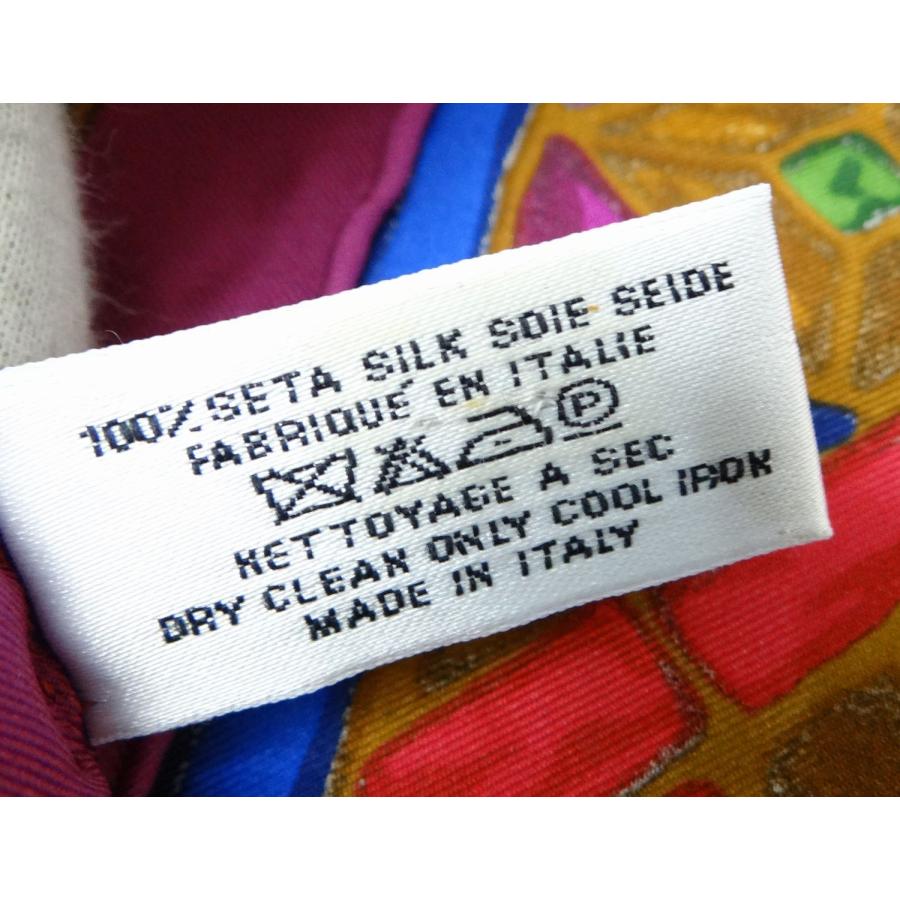 100% SETA SILK SOIE SEIDE
FABRIQUÉ EN ITALIE
P
NETTOYAGE A SEC
DRY CLEAN ONLY COOL IRON
MADE IN ITALY